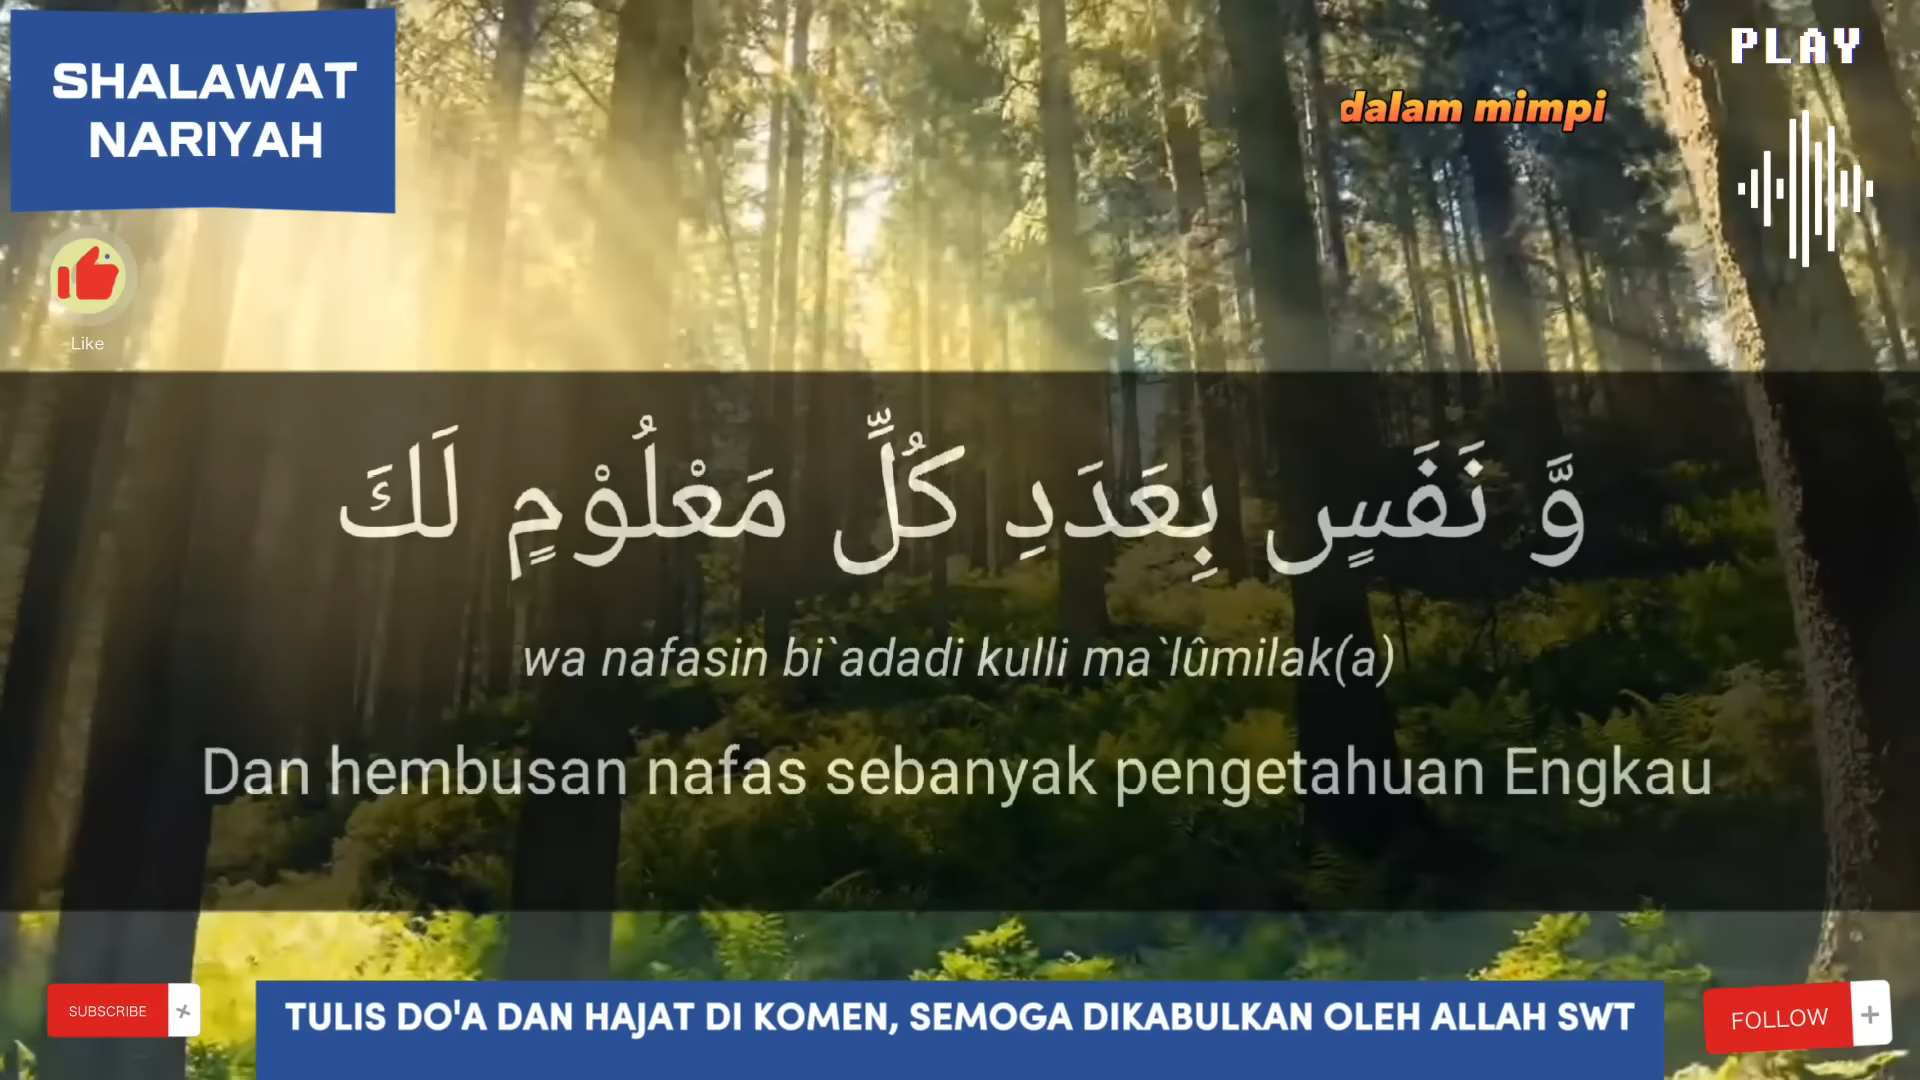 SHALAWAT
NARIYAH
PLAY
dalam mimpi
Like
وَّ نَفَسٍ بِعَدَدِ كُلِّ مَعْلُوْمٍ لَكَ
wa nafasin bi`adadi kulli ma`lûmilak(a)
Dan hembusan nafas sebanyak pengetahuan Engkau
SUBSCRIBE
TULIS DO'A DAN HAJAT DI KOMEN, SEMOGA DIKABULKAN OLEH ALLAH SWT
FOLLOW